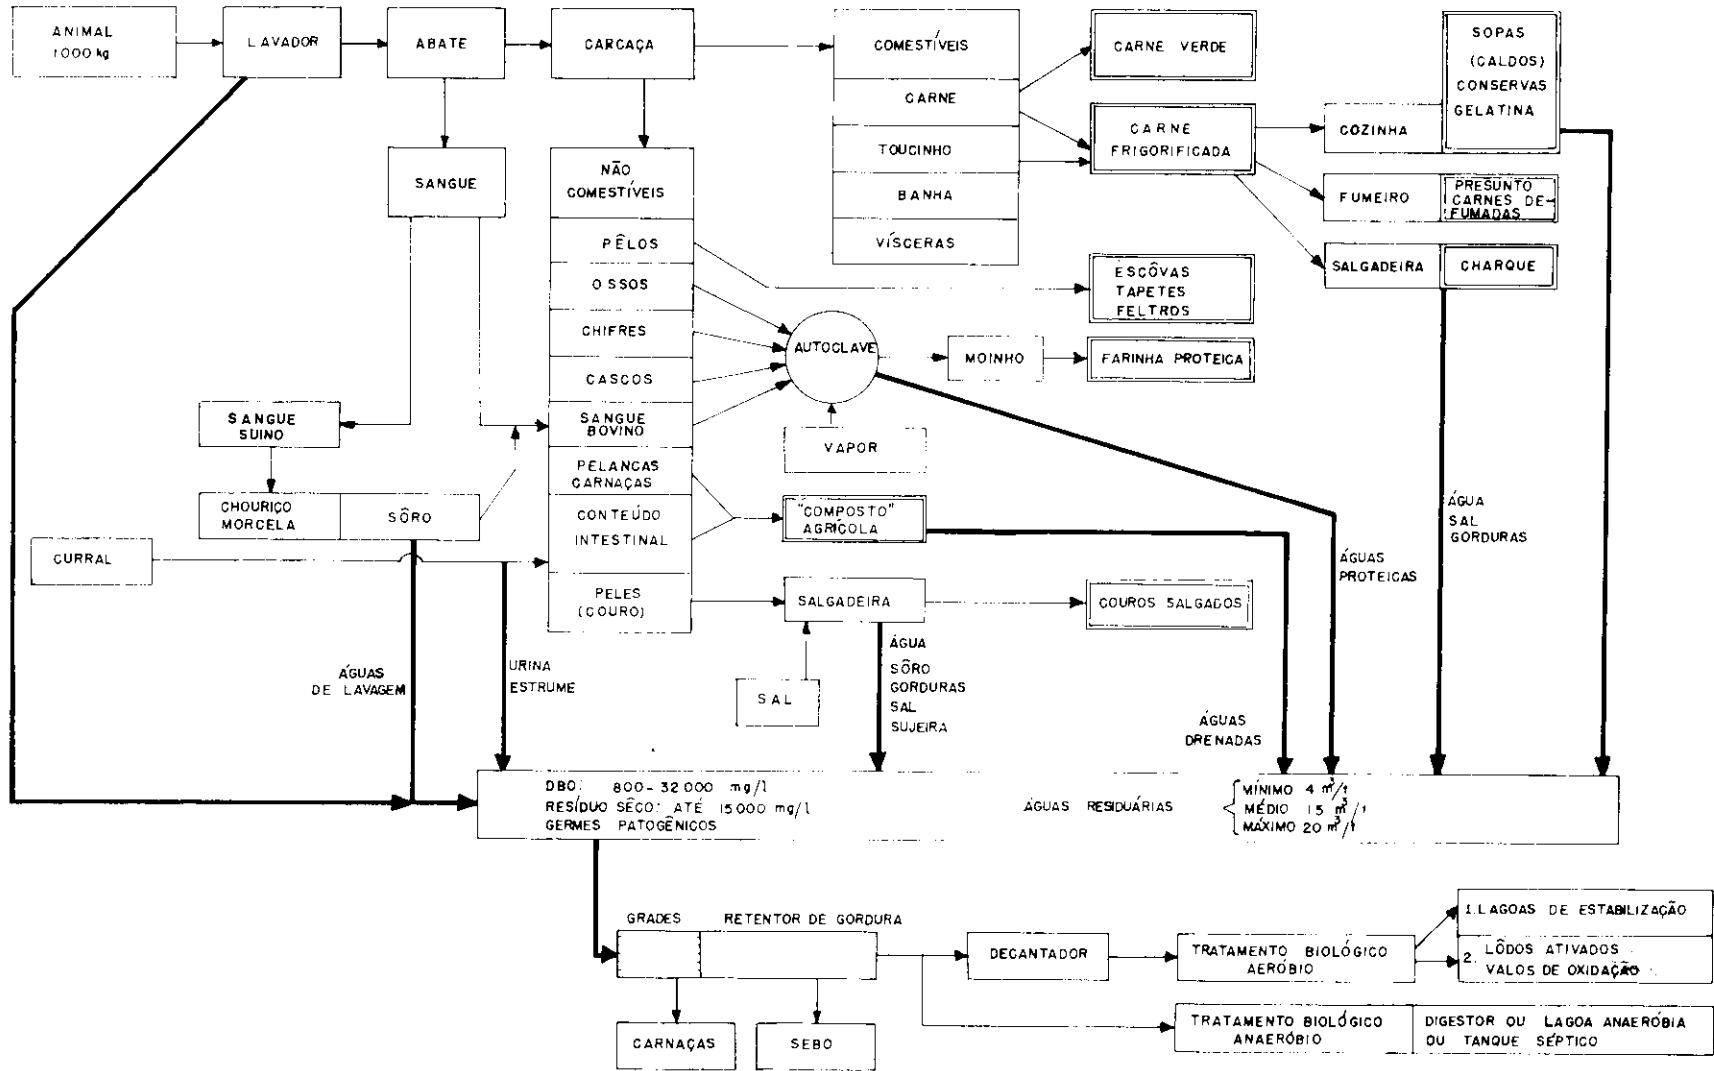 ANIMAL
1000 kg
LAVADOR
ABATE
CARCAÇA
COMESTÍVEIS
CARNE
TOUCINHO
BANHA
VÍSCERAS
CARNE VERDE
CARNE
FRIGORIFICADA
COZINHA
SOPAS
(CALDOS)
CONSERVAS
GELATINA
FUMEIRO
PRESUNTO
CARNES DE-
FUMADAS
SALGADEIRA
CHARQUE
SANGUE
NÃO
COMESTÍVEIS
PÊLOS
OSSOS
CHIFRES
CASCOS
SANGUE
BOVINO
PELANCAS
CARNAÇAS
CONTEÚDO
INTESTINAL
PELES
(COURO)
ESCÔVAS
TAPETES
FELTROS
AUTOCLAVE
MOINHO
FARINHA PROTEICA
VAPOR
SANGUE
SUINO
CHOURIÇO
MORCELA
SÔRO
CURRAL
"COMPOSTO"
AGRÍCOLA
SALGADEIRA
COUROS SALGADOS
SAL
ÁGUAS
DE LAVAGEM
URINA
ESTRUME
ÁGUA
SÔRO
GORDURAS
SAL
SUJEIRA
ÁGUAS
DRENADAS
ÁGUAS
PROTEICAS
ÁGUA
SAL
GORDURAS
DBO: 800-32000 mg/l
RESÍDUO SÊCO: ATÉ 15000 mg/l
GERMES PATOGÊNICOS
ÁGUAS RESIDUÁRIAS
MÍNIMO 4 m³/t
MÉDIO 15 m³/t
MÁXIMO 20 m³/t
GRADES
RETENTOR DE GORDURA
CARNAÇAS
SEBO
DECANTADOR
TRATAMENTO BIOLÓGICO
AERÓBIO
1. LAGOAS DE ESTABILIZAÇÃO
2. LÔDOS ATIVADOS
VALOS DE OXIDAÇÃO
TRATAMENTO BIOLÓGICO
ANAERÓBIO
DIGESTOR OU LAGOA ANAERÓBIA
OU TANQUE SÉPTICO